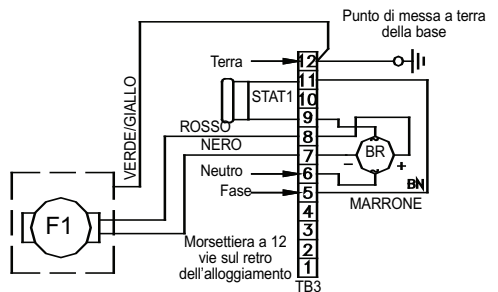 Punto di messa a terra
della base
Terra
12
11
STAT1
10
9
VERDE/GIALLO
ROSSO
8
NERO
7
BR
− +
Neutro
6
Fase
5
BN
MARRONE
F1
4
3
Morsettiera a 12
vie sul retro
dell'alloggiamento
2
1
TB3